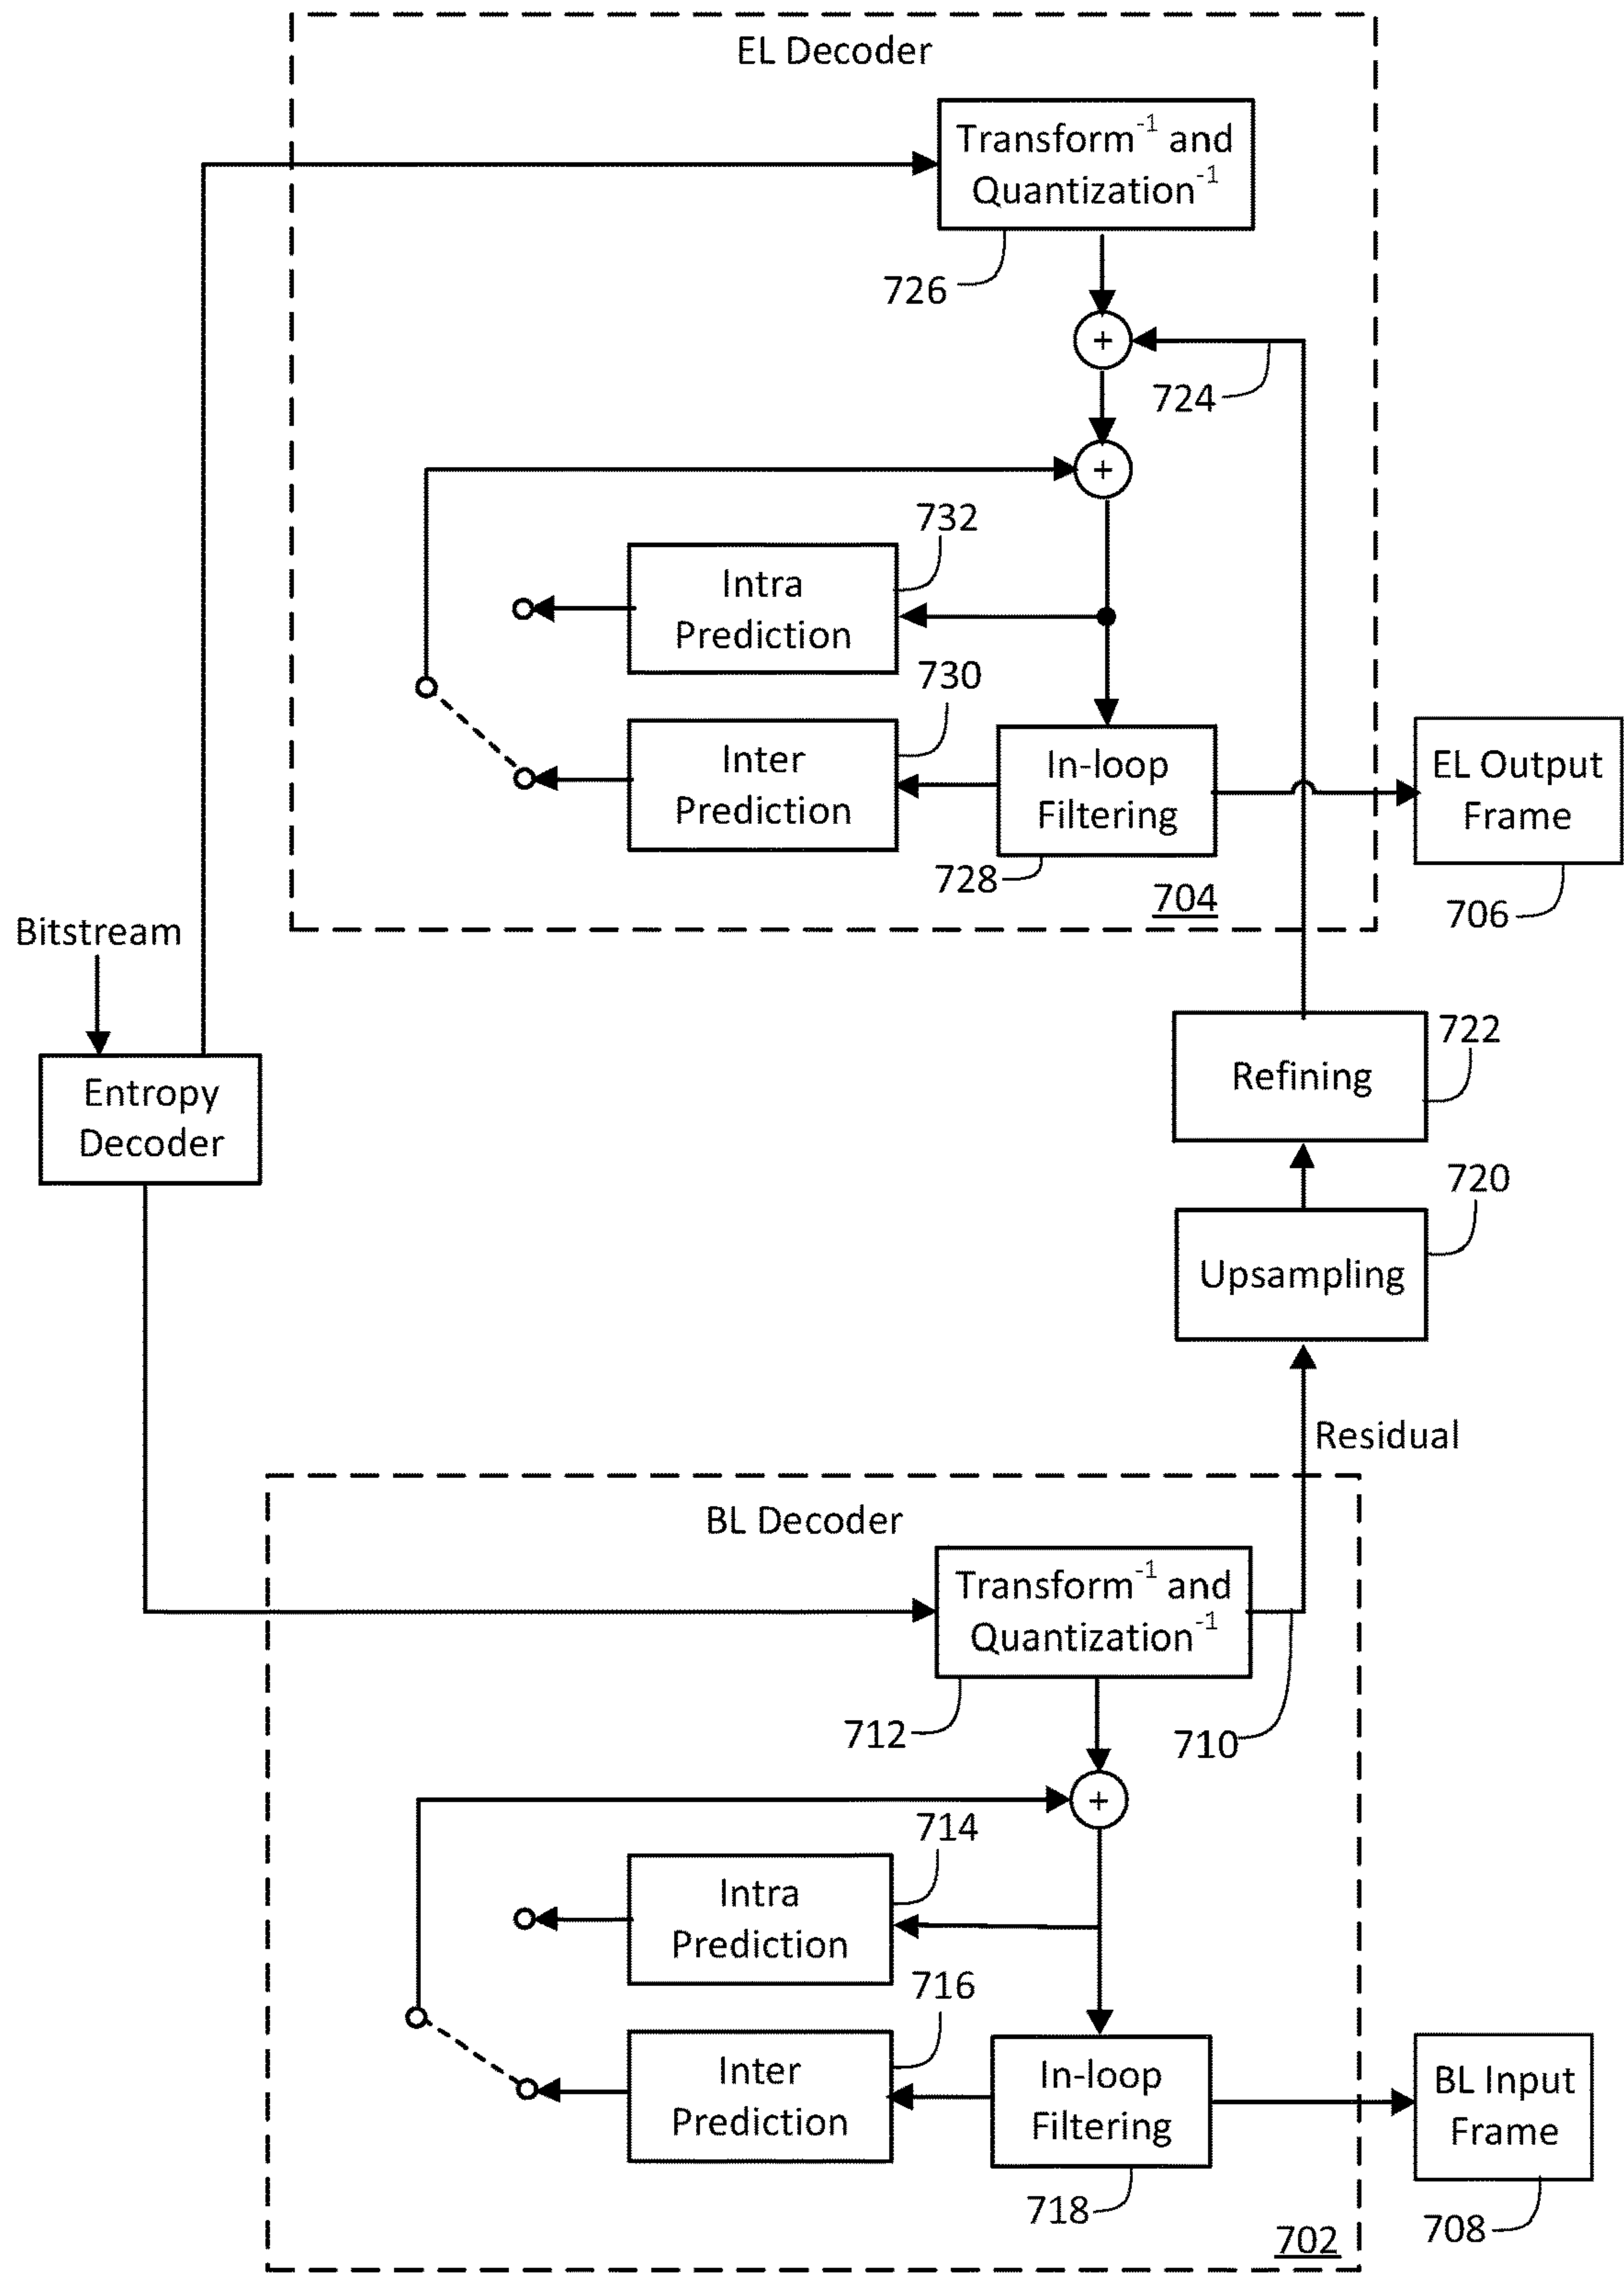 EL Decoder
Transform⁻¹ and
Quantization⁻¹
726
+
724
+
732
Intra
Prediction
730
Inter
Prediction
In-loop
Filtering
728
704
EL Output
Frame
706
Bitstream
Entropy
Decoder
Refining
722
720
Upsampling
Residual
BL Decoder
Transform⁻¹ and
Quantization⁻¹
712
710
+
714
Intra
Prediction
716
Inter
Prediction
In-loop
Filtering
718
702
BL Input
Frame
708